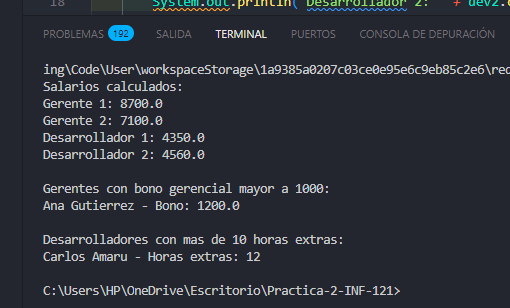 18 System.out.println( Desarrollador 2: " + dev2.c
PROBLEMAS 192 SALIDA TERMINAL PUERTOS CONSOLA DE DEPURACIÓN
ing\Code\User\workspaceStorage\1a9385a0207c03ce0e95e6c9eb85c2e6\red
Salarios calculados:
Gerente 1: 8700.0
Gerente 2: 7100.0
Desarrollador 1: 4350.0
Desarrollador 2: 4560.0
Gerentes con bono gerencial mayor a 1000:
Ana Gutierrez - Bono: 1200.0
Desarrolladores con mas de 10 horas extras:
Carlos Amaru - Horas extras: 12
C:\Users\HP\OneDrive\Escritorio\Practica-2-INF-121>